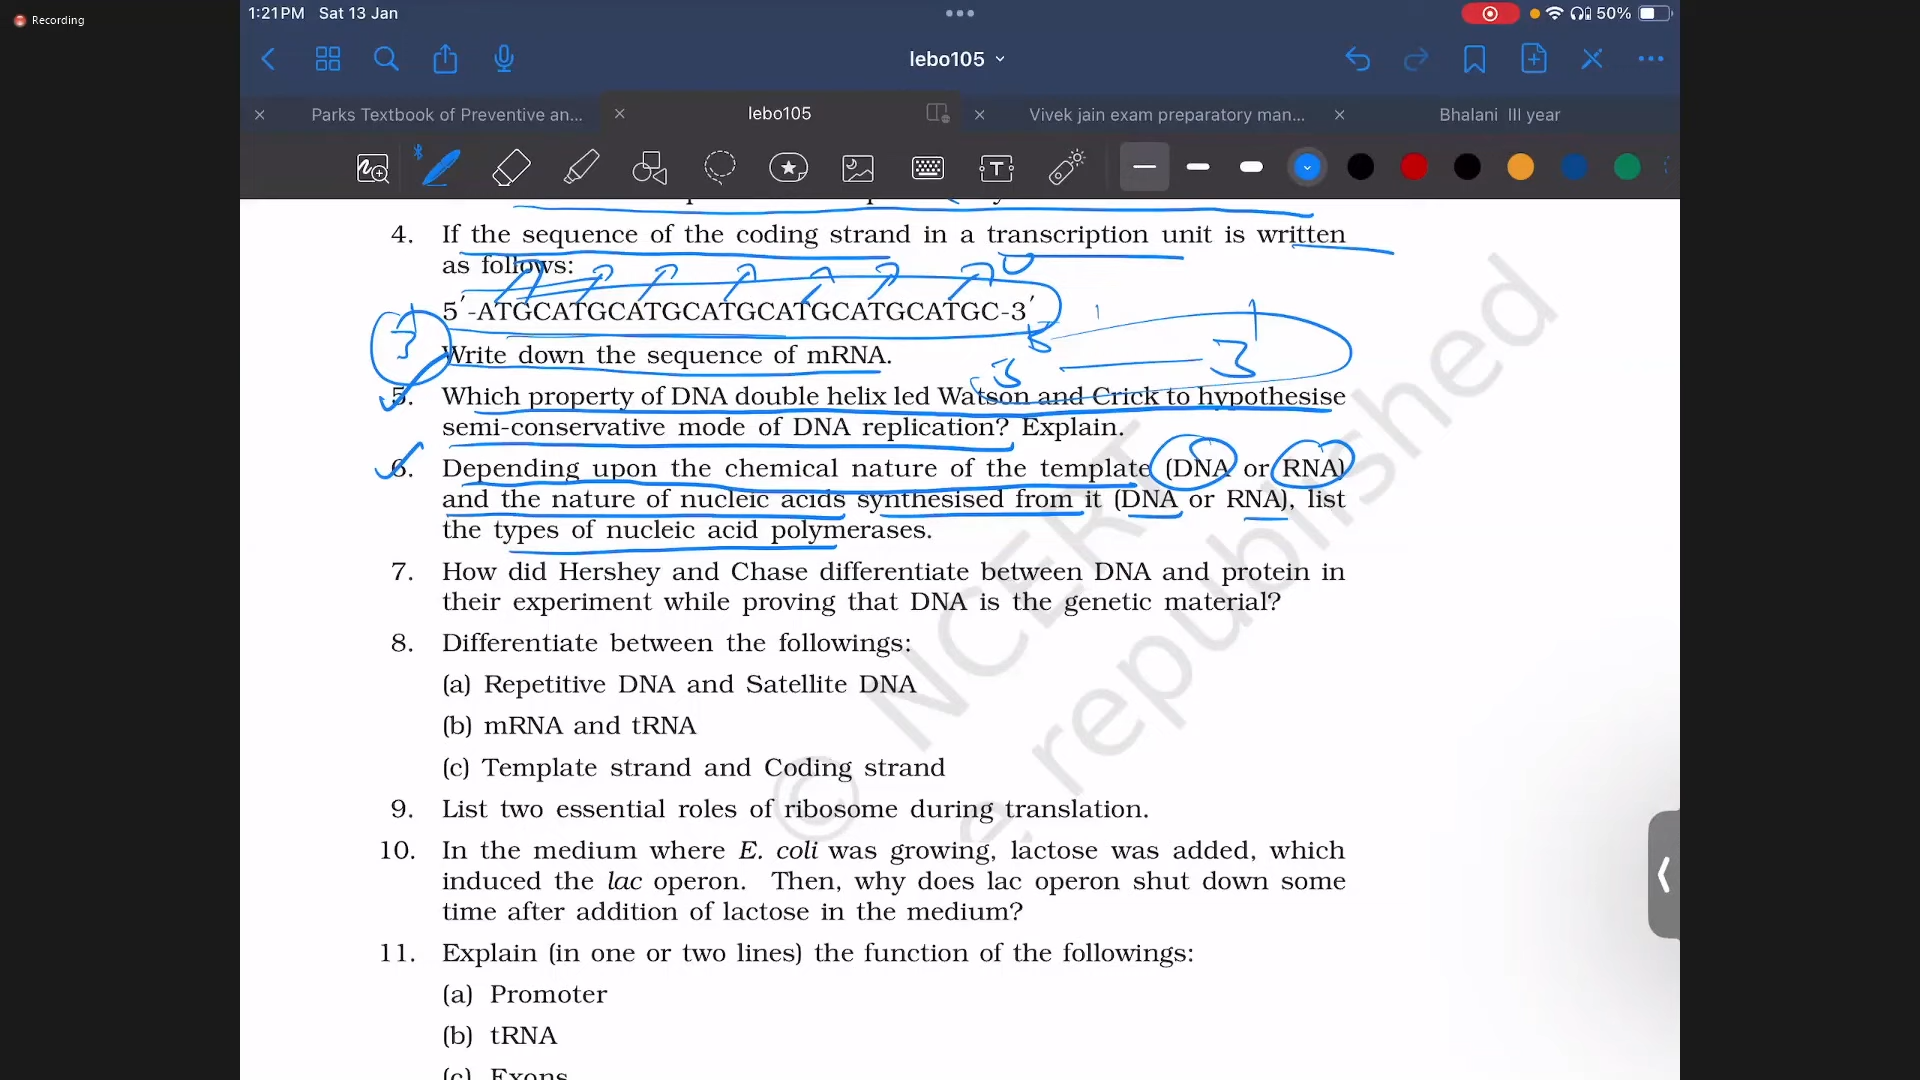 Recording
1:21 PM Sat 13 Jan
50%
lebo105
Parks Textbook of Preventive an...
lebo105
Vivek jain exam preparatory man...
Bhalani III year
4. If the sequence of the coding strand in a transcription unit is written
as follows:
5′-ATGCATGCATGCATGCATGCATGCATGC-3′
Write down the sequence of mRNA.
5. Which property of DNA double helix led Watson and Crick to hypothesise
semi-conservative mode of DNA replication? Explain.
6. Depending upon the chemical nature of the template (DNA or RNA)
and the nature of nucleic acids synthesised from it (DNA or RNA), list
the types of nucleic acid polymerases.
7. How did Hershey and Chase differentiate between DNA and protein in
their experiment while proving that DNA is the genetic material?
8. Differentiate between the followings:
(a) Repetitive DNA and Satellite DNA
(b) mRNA and tRNA
(c) Template strand and Coding strand
9. List two essential roles of ribosome during translation.
10. In the medium where E. coli was growing, lactose was added, which
induced the lac operon. Then, why does lac operon shut down some
time after addition of lactose in the medium?
11. Explain (in one or two lines) the function of the followings:
(a) Promoter
(b) tRNA
(c) Exons
© NCERT
republished